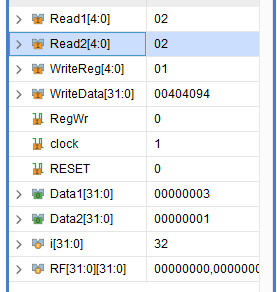 Read1[4:0] 02
Read2[4:0] 02
WriteReg[4:0] 01
WriteData[31:0] 00404094
RegWr 0
clock 1
RESET 0
Data1[31:0] 00000003
Data2[31:0] 00000001
i[31:0] 32
RF[31:0][31:0] 00000000,0000000